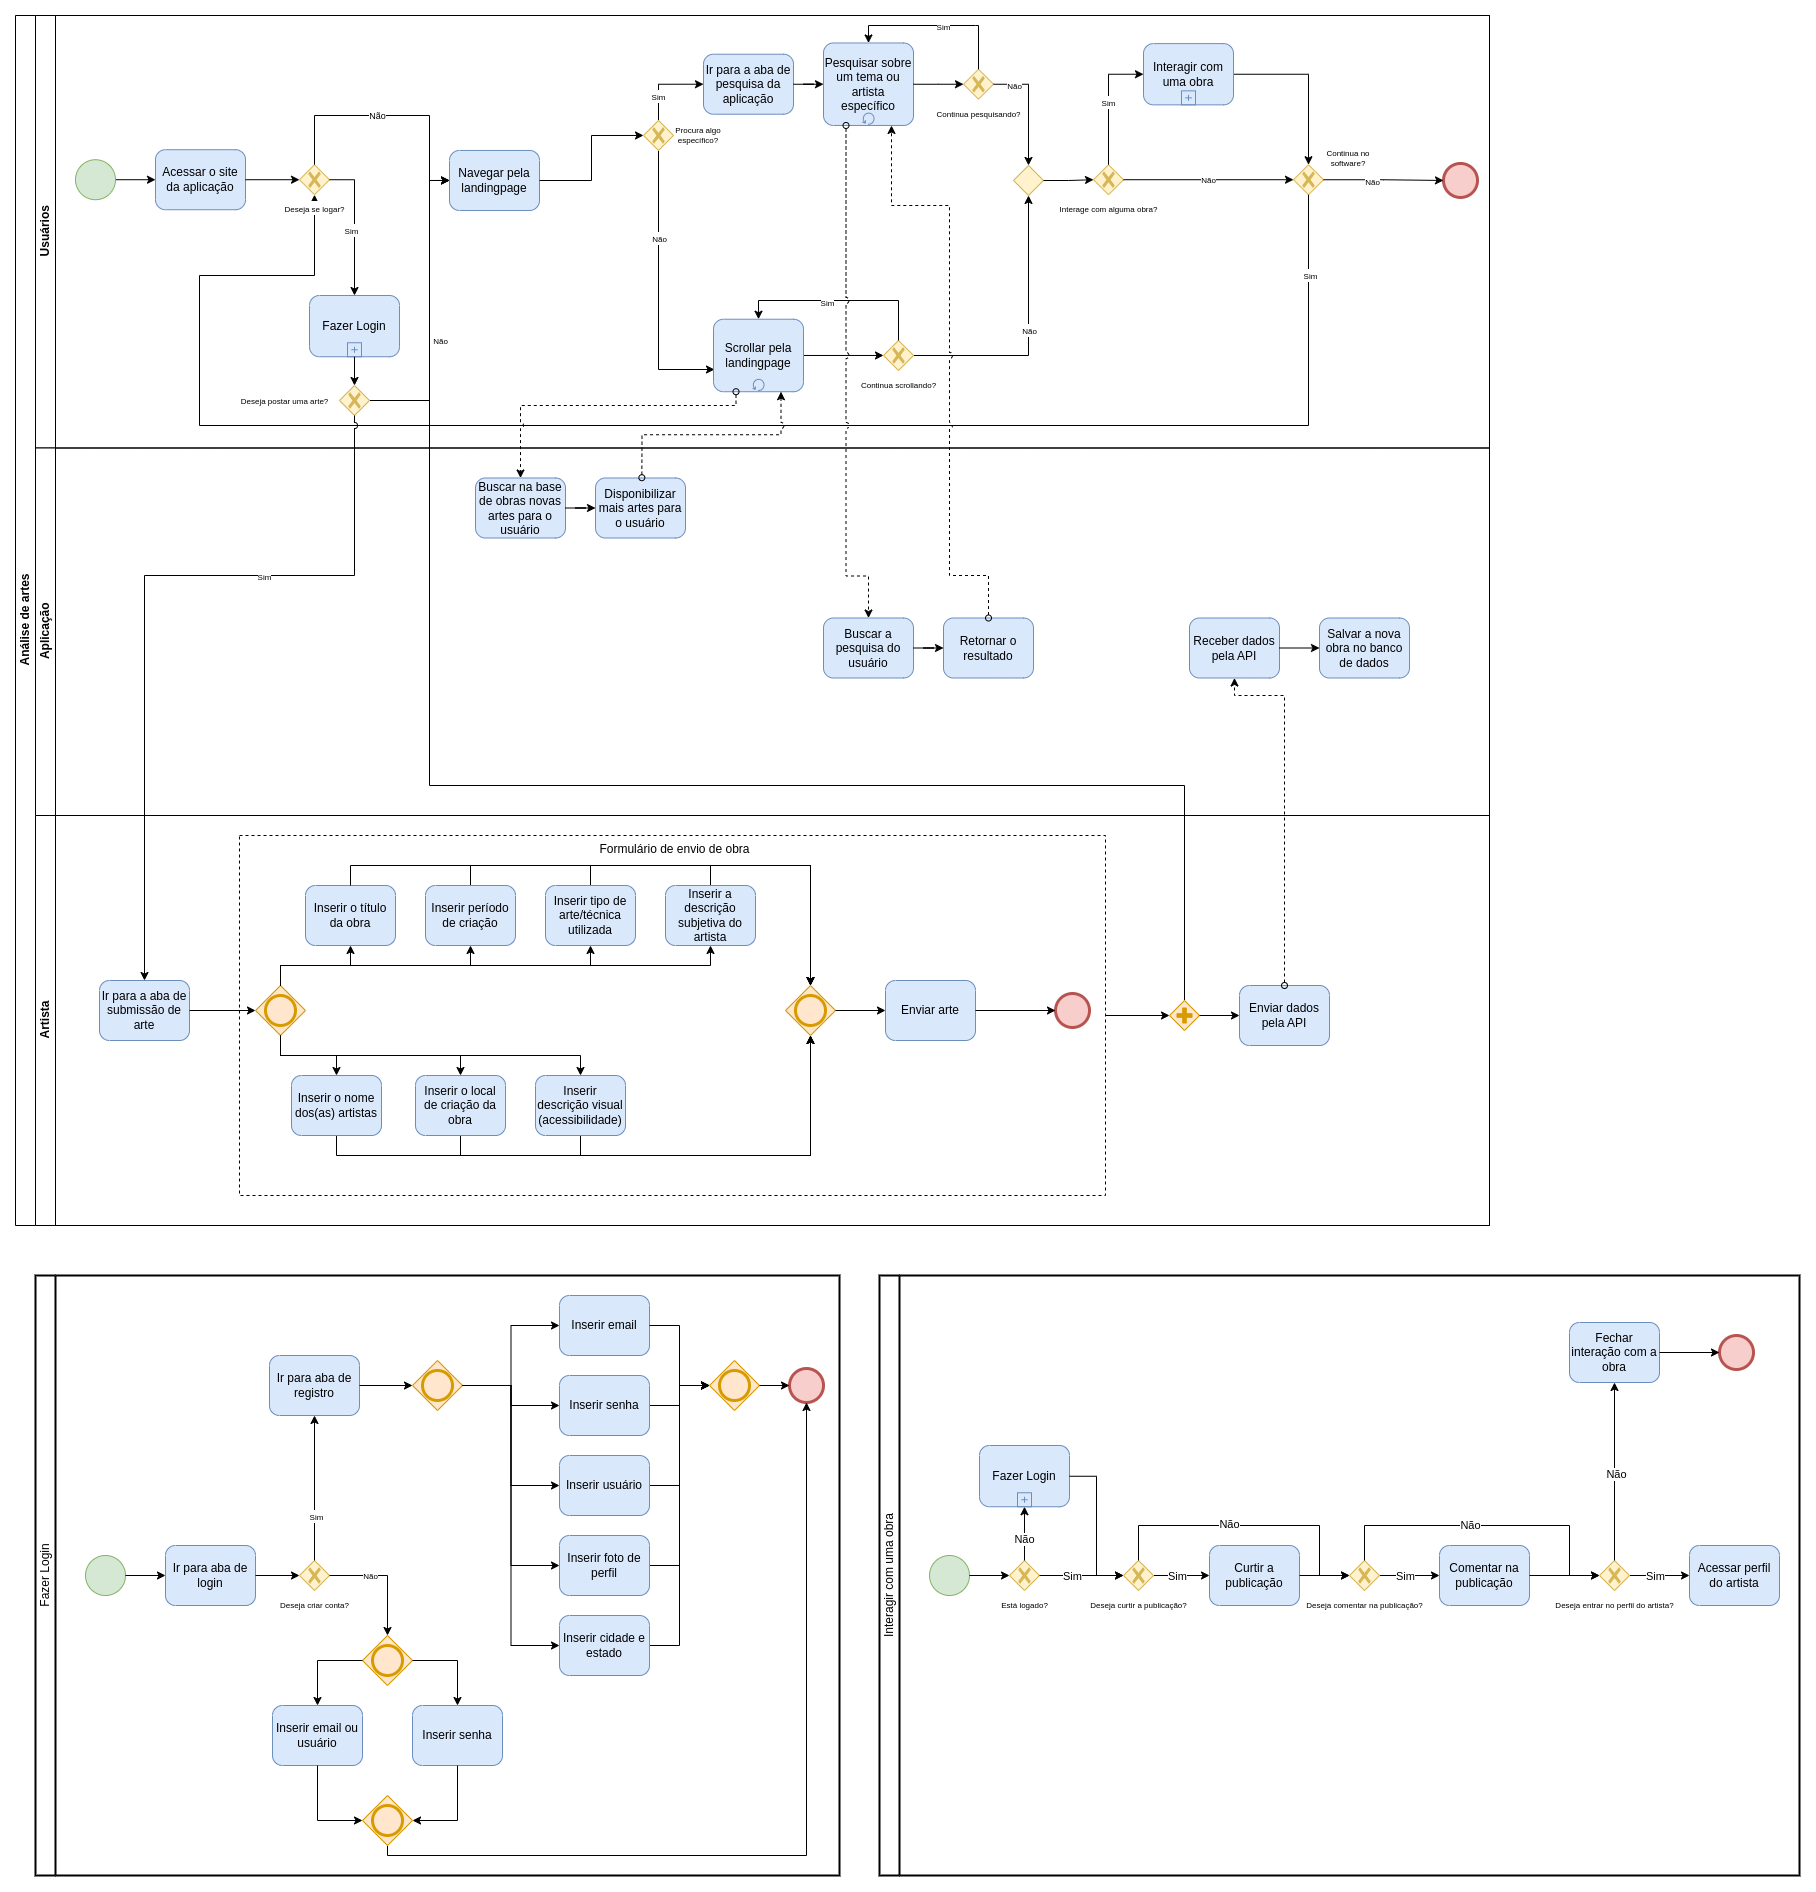 Análise de artes
Usuários
Acessar o site
da aplicação
Deseja se logar?
Não
Sim
Fazer Login
Deseja postar uma arte?
Não
Sim
Navegar pela
landingpage
Procura algo
específico?
Sim
Não
Ir para a aba de
pesquisa da
aplicação
Pesquisar sobre
um tema ou
artista
específico
Sim
Continua pesquisando?
Não
Scrollar pela
landingpage
Sim
Continua scrollando?
Não
Interage com alguma obra?
Sim
Não
Interagir com
uma obra
Continua no
software?
Não
Sim
Aplicação
Buscar na base
de obras novas
artes para o
usuário
Disponibilizar
mais artes para
o usuário
Buscar a
pesquisa do
usuário
Retornar o
resultado
Receber dados
pela API
Salvar a nova
obra no banco
de dados
Artista
Ir para a aba de
submissão de
arte
Formulário de envio de obra
Inserir o título
da obra
Inserir período
de criação
Inserir tipo de
arte/técnica
utilizada
Inserir a
descrição
subjetiva do
artista
Inserir o nome
dos(as) artistas
Inserir o local
de criação da
obra
Inserir
descrição visual
(acessibilidade)
Enviar arte
Enviar dados
pela API
Fazer Login
Ir para aba de
login
Deseja criar conta?
Sim
Não
Ir para aba de
registro
Inserir email
Inserir senha
Inserir usuário
Inserir foto de
perfil
Inserir cidade e
estado
Inserir email ou
usuário
Inserir senha
Interagir com uma obra
Está logado?
Não
Fazer Login
Sim
Deseja curtir a publicação?
Não
Sim
Curtir a
publicação
Deseja comentar na publicação?
Não
Sim
Comentar na
publicação
Deseja entrar no perfil do artista?
Não
Sim
Fechar
interação com a
obra
Acessar perfil
do artista